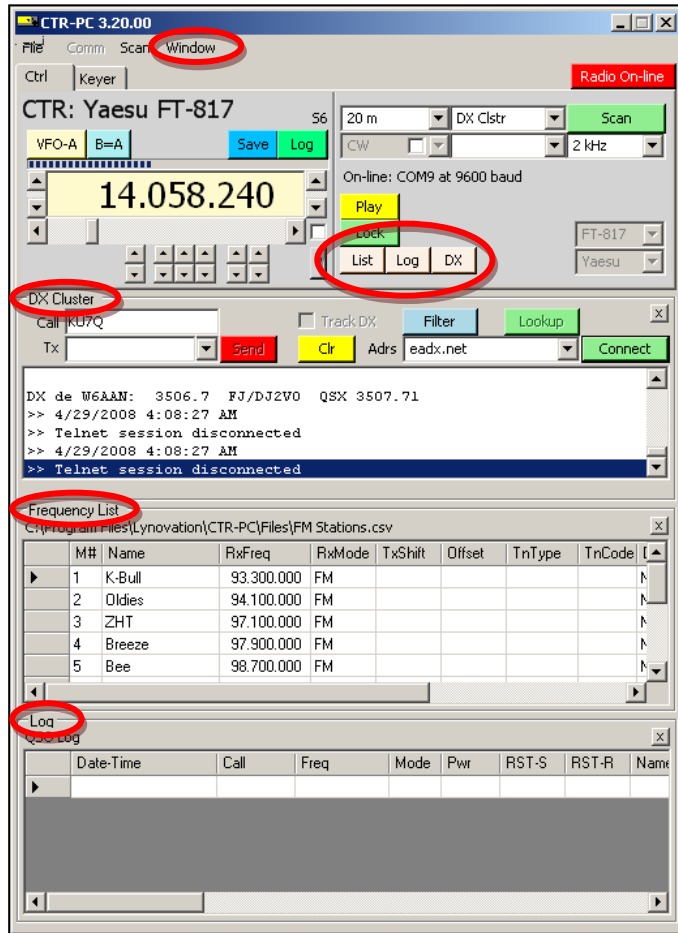 CTR-PC 3.20.00
File Comm Scan Window
Ctrl Keyer Radio On-line
CTR: Yaesu FT-817 S6
VFO-A B=A Save Log
14.058.240
20 m DX Clstr Scan
CW 2 kHz
On-line: COM9 at 9600 baud
Play
Lock FT-817
List Log DX Yaesu
DX Cluster
Call KU7Q Track DX Filter Lookup x
Tx Send Clr Adrs eadx.net Connect
DX de W6AAN: 3506.7 FJ/DJ2VO QSX 3507.71
>> 4/29/2008 4:08:27 AM
>> Telnet session disconnected
>> 4/29/2008 4:08:27 AM
>> Telnet session disconnected
Frequency List
C:\Program Files\Lynovation\CTR-PC\Files\FM Stations.csv x
M# Name RxFreq RxMode TxShift Offset TnType TnCode
1 K-Bull 93.300.000 FM
2 Oldies 94.100.000 FM
3 ZHT 97.100.000 FM
4 Breeze 97.900.000 FM
5 Bee 98.700.000 FM
Log
QSO Log x
Date-Time Call Freq Mode Pwr RST-S RST-R Name